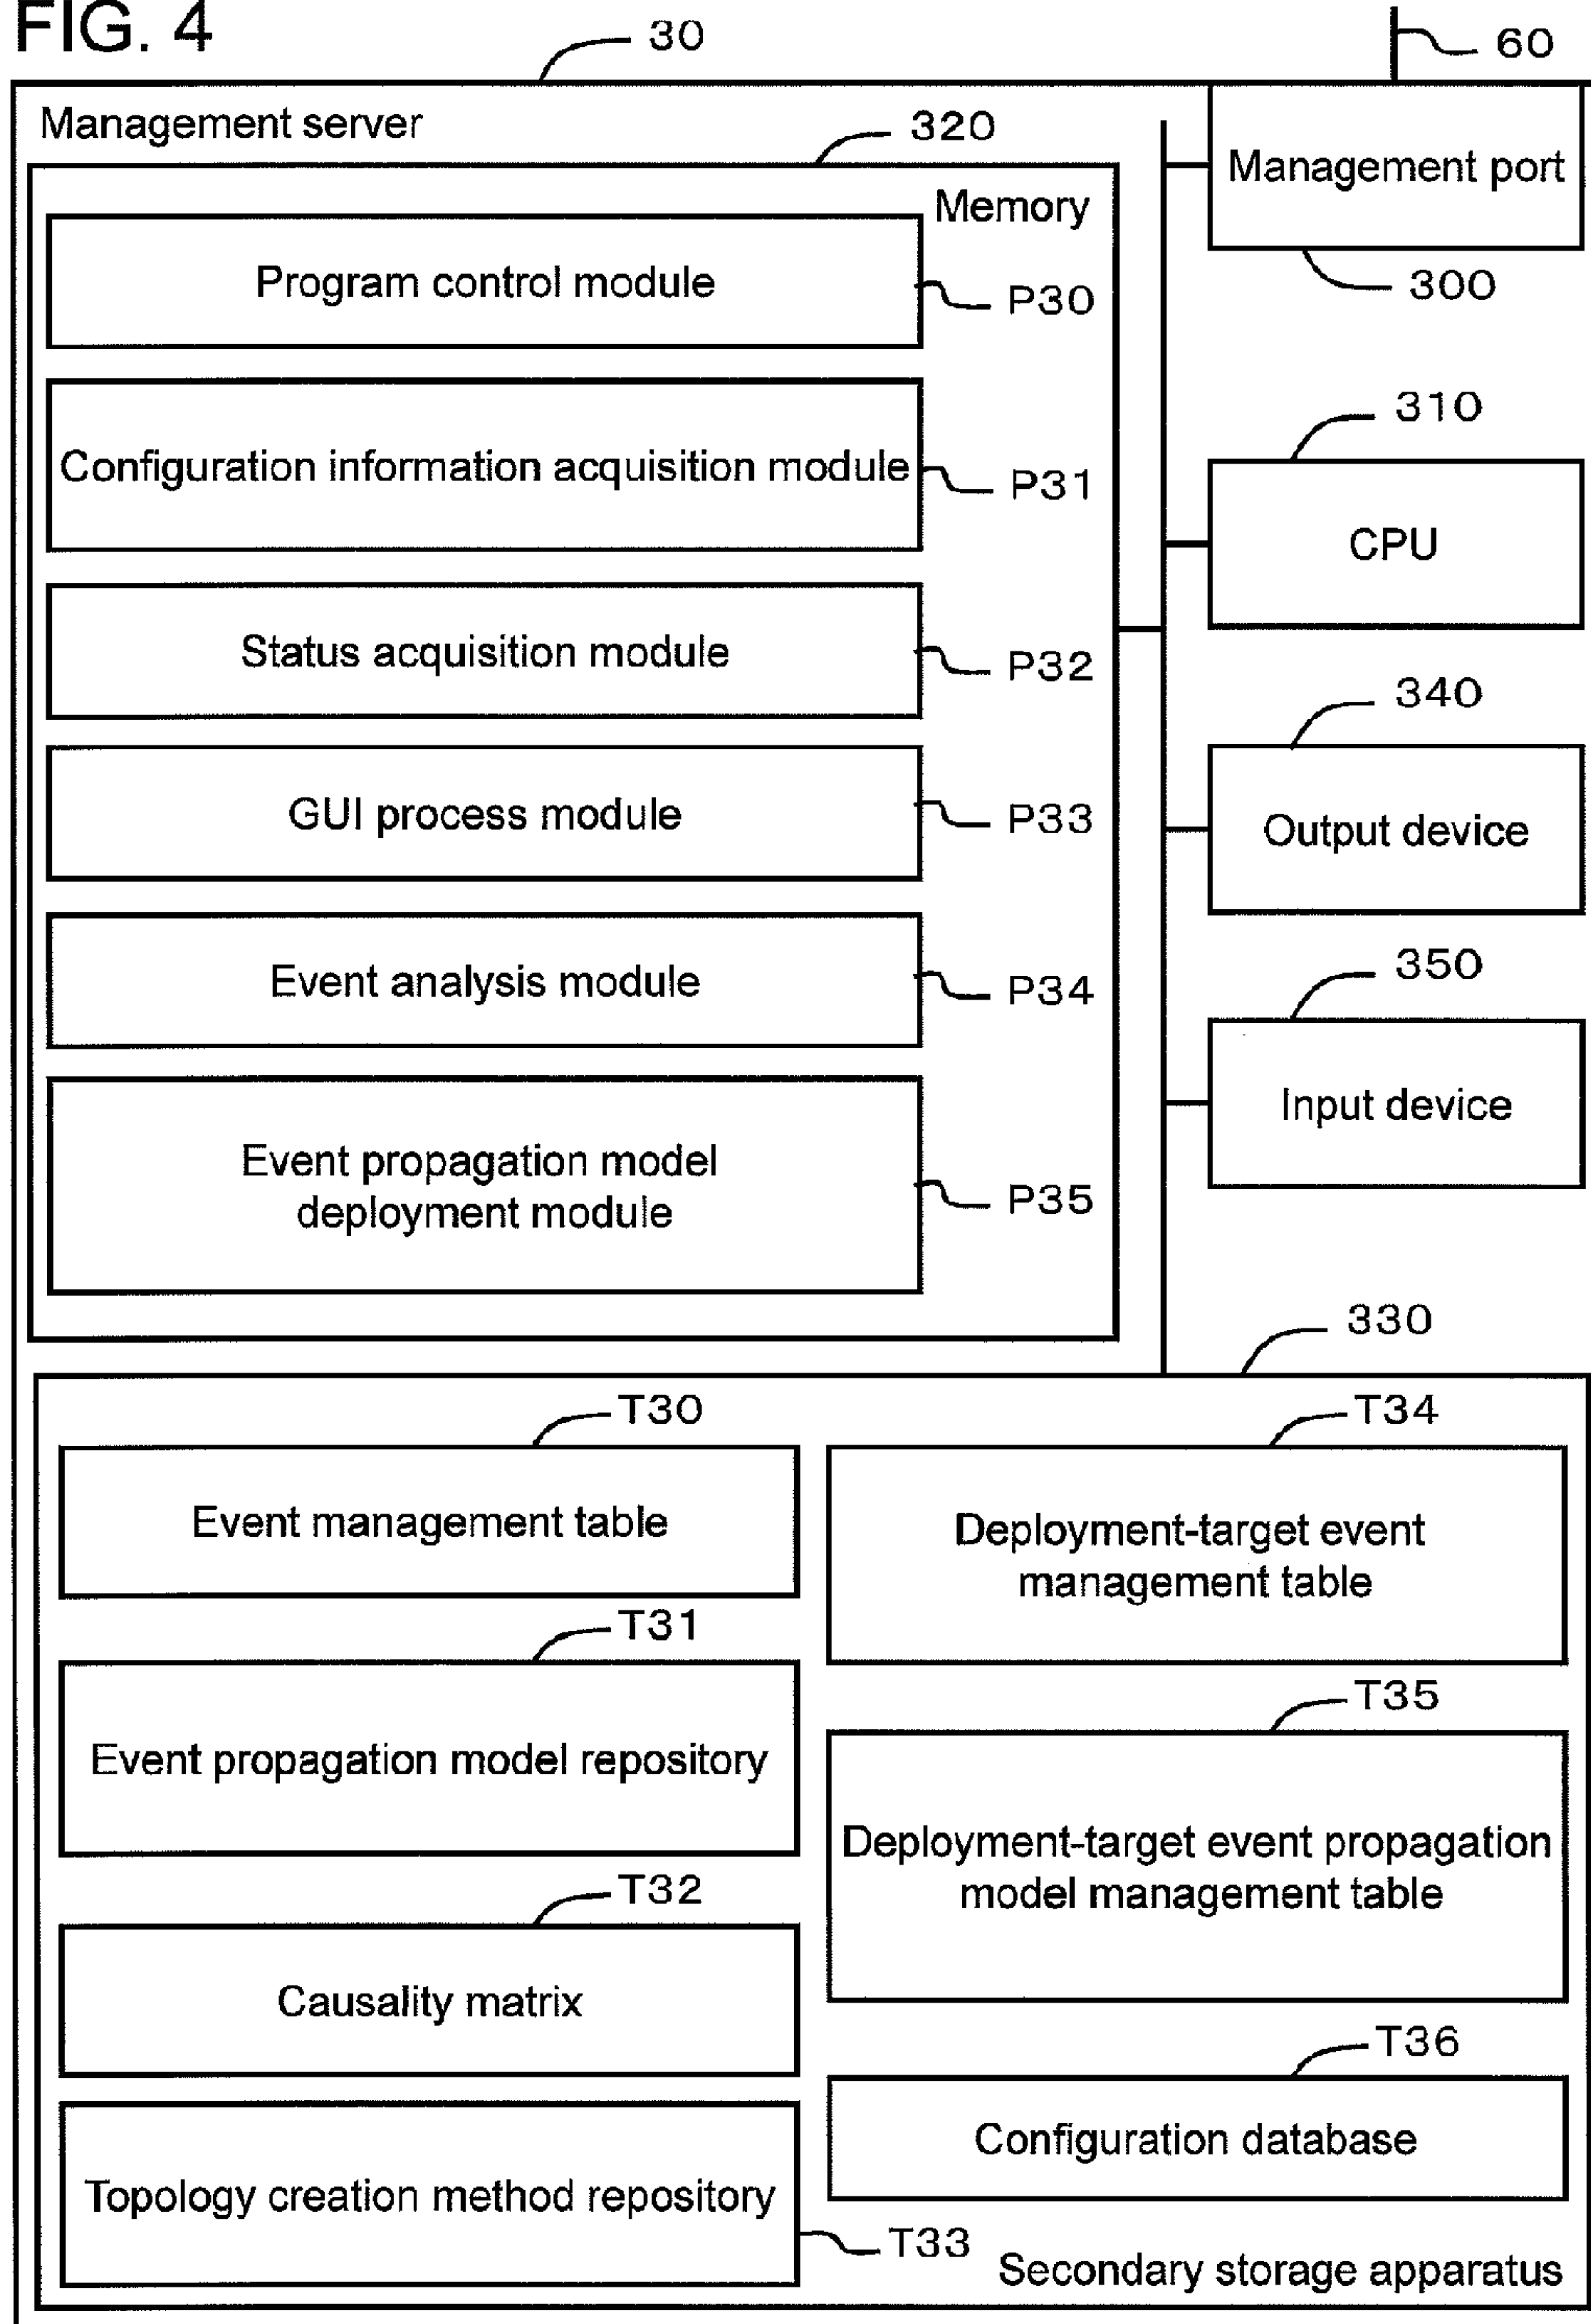 FIG. 4
30
60
Management server
320
Memory
Management port
300
Program control module
P30
Configuration information acquisition module
P31
310
CPU
Status acquisition module
P32
340
Output device
GUI process module
P33
350
Input device
Event analysis module
P34
Event propagation model
deployment module
P35
330
T30
Event management table
T34
Deployment-target event
management table
T31
Event propagation model repository
T35
Deployment-target event propagation
model management table
T32
Causality matrix
T36
Configuration database
Topology creation method repository
T33
Secondary storage apparatus